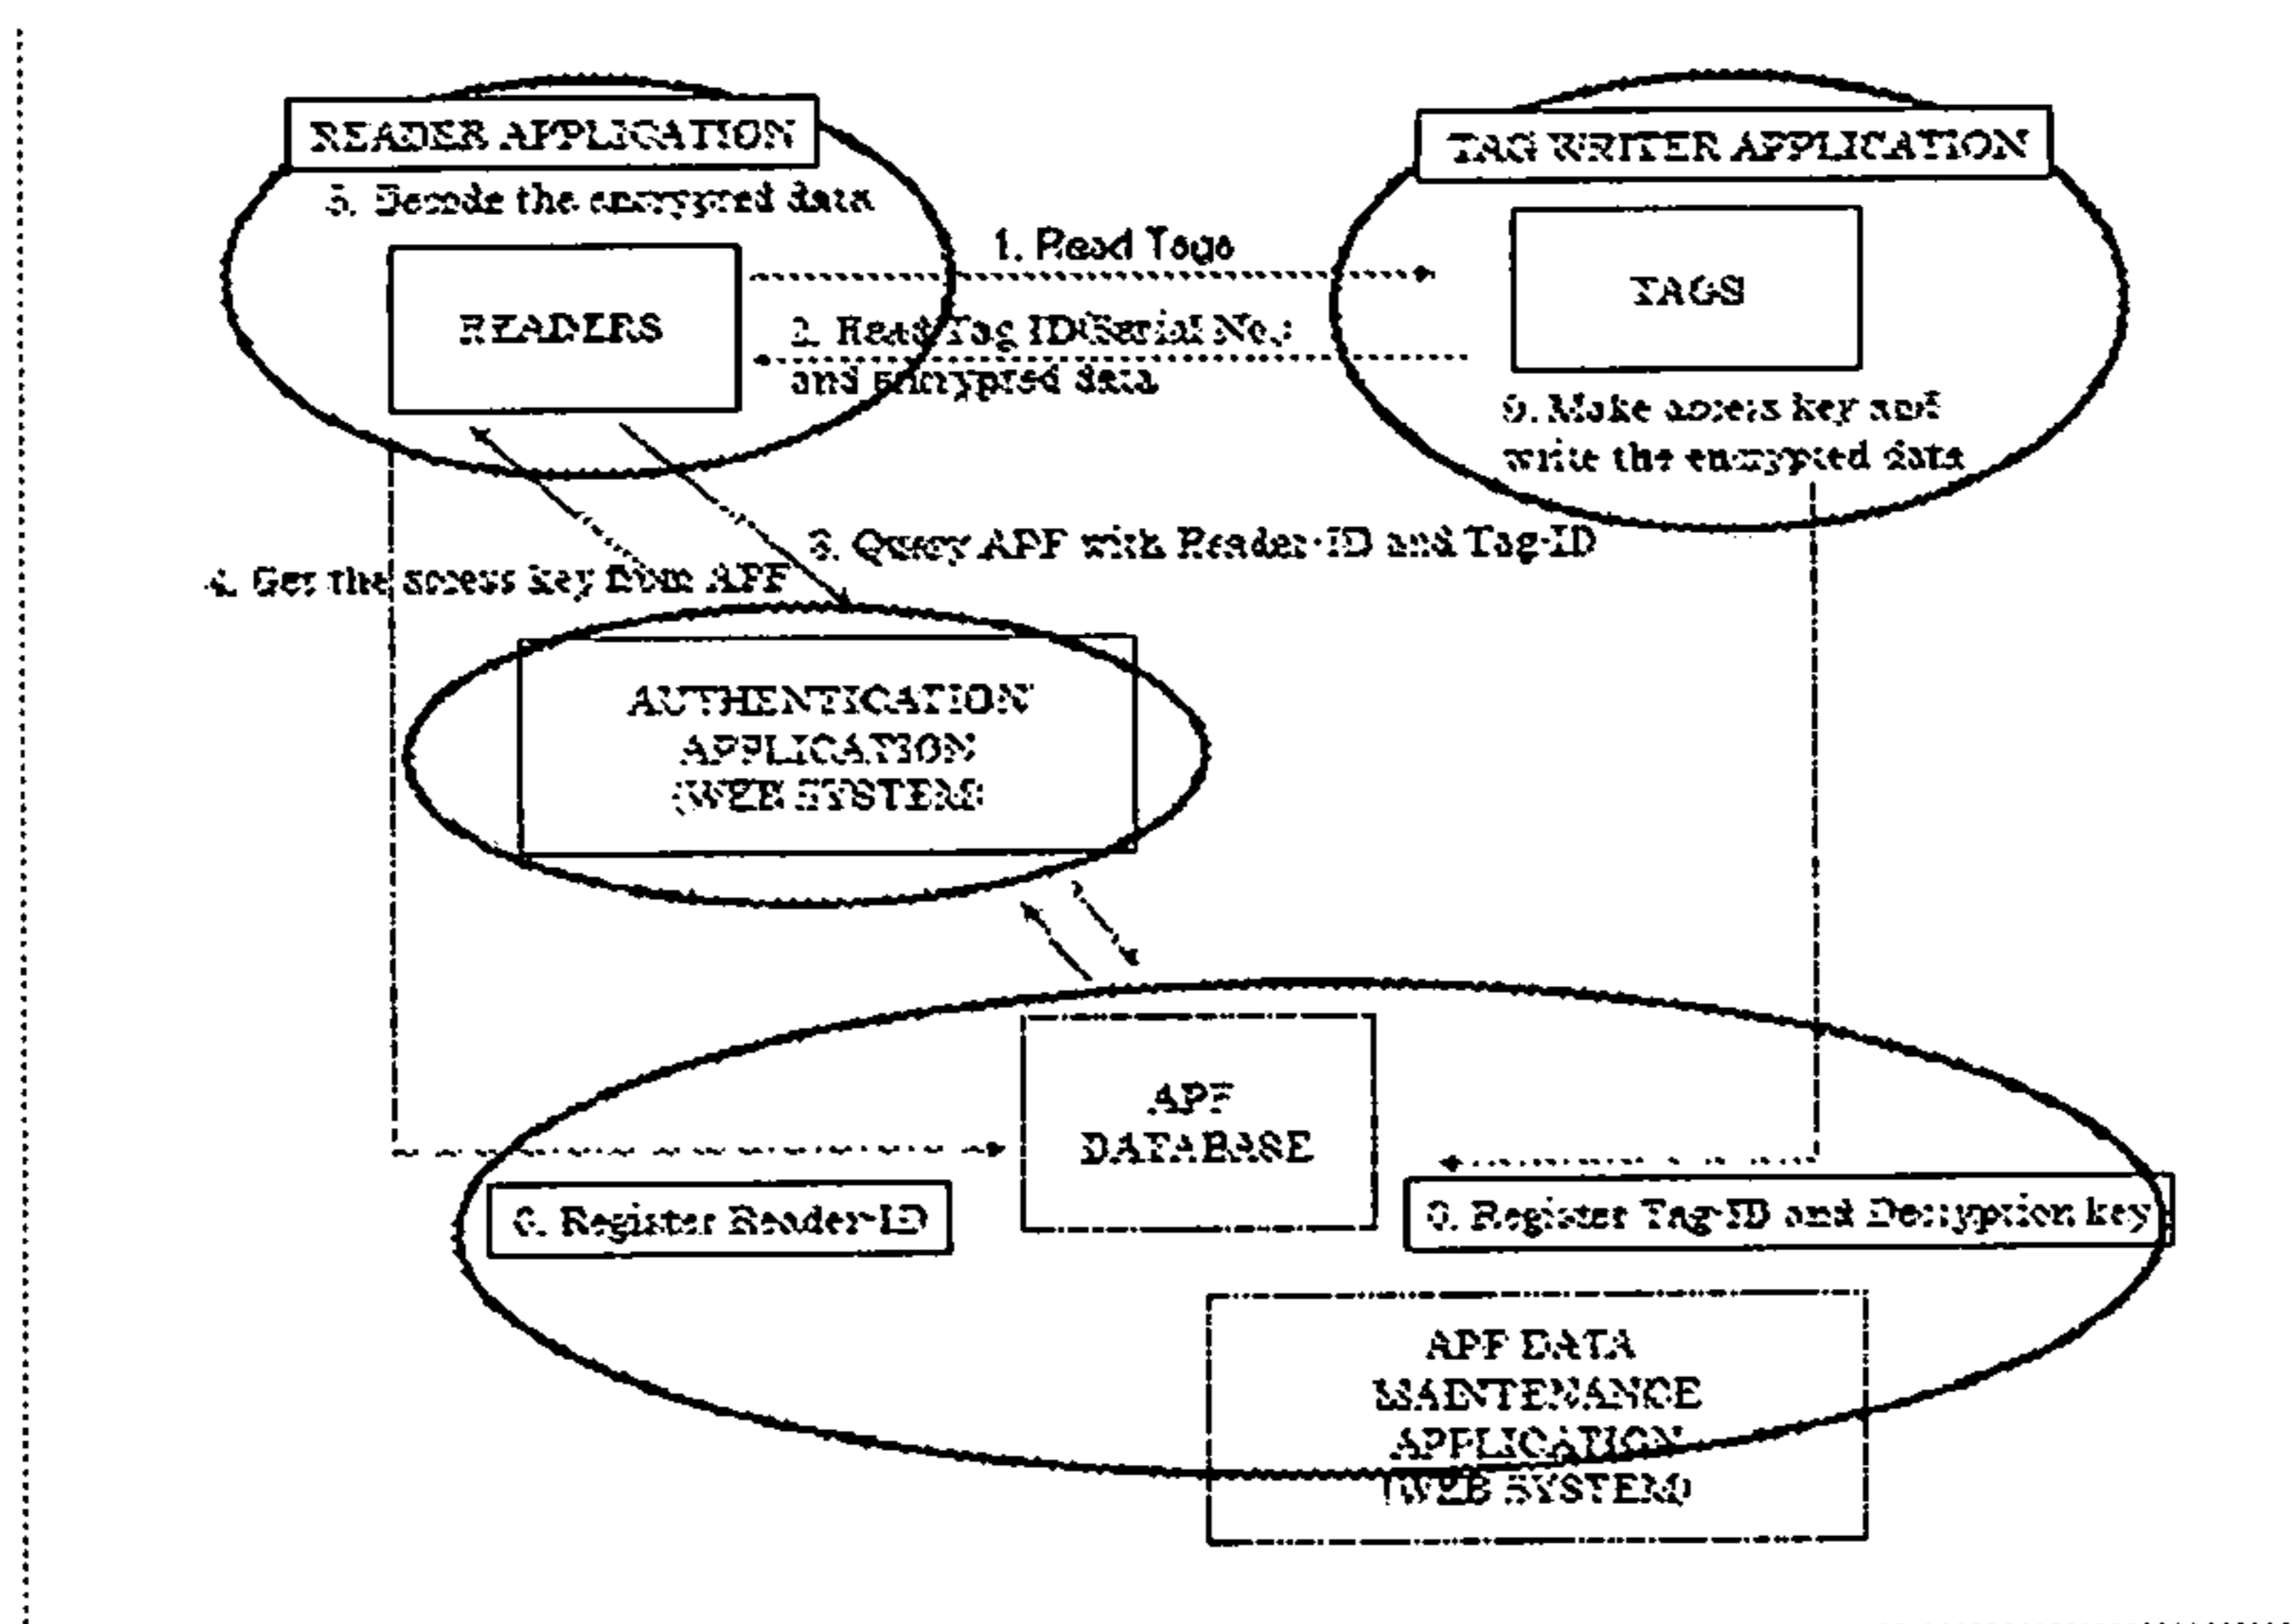 READER APPLICATION
TAG WRITER APPLICATION
5. Decode the encrypted data
1. Read Tags
TAGS
READERS
2. Read Tag ID(Serial No.)
and encrypted data
0. Make access key and
write the encrypted data
3. Query APF with Reader-ID and Tag-ID
4. Get the access key from APF
AUTHENTICATION
APPLICATION
(WEB SYSTEM)
APF
DATABASE
0. Register Reader-ID
0. Register Tag-ID and Decryption key
APF DATA
MAINTENANCE
APPLICATION
(WEB SYSTEM)